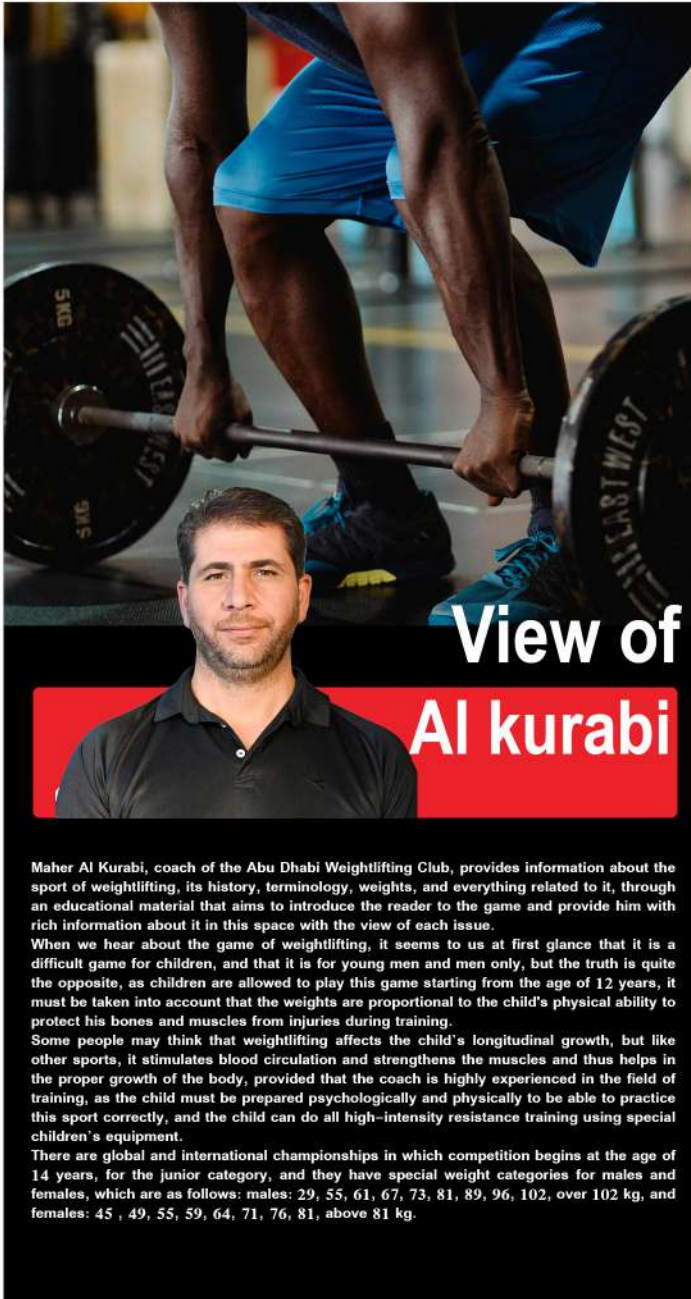 5 KG
EASTWEST
5KG
EASTWEST
View of
Al kurabi
Maher Al Kurabi, coach of the Abu Dhabi Weightlifting Club, provides information about the
sport of weightlifting, its history, terminology, weights, and everything related to it, through
an educational material that aims to introduce the reader to the game and provide him with
rich information about it in this space with the view of each issue.
When we hear about the game of weightlifting, it seems to us at first glance that it is a
difficult game for children, and that it is for young men and men only, but the truth is quite
the opposite, as children are allowed to play this game starting from the age of 12 years, it
must be taken into account that the weights are proportional to the child's physical ability to
protect his bones and muscles from injuries during training.
Some people may think that weightlifting affects the child's longitudinal growth, but like
other sports, it stimulates blood circulation and strengthens the muscles and thus helps in
the proper growth of the body, provided that the coach is highly experienced in the field of
training, as the child must be prepared psychologically and physically to be able to practice
this sport correctly, and the child can do all high-intensity resistance training using special
children's equipment.
There are global and international championships in which competition begins at the age of
14 years, for the junior category, and they have special weight categories for males and
females, which are as follows: males: 29, 55, 61, 67, 73, 81, 89, 96, 102, over 102 kg, and
females: 45 , 49, 55, 59, 64, 71, 76, 81, above 81 kg.